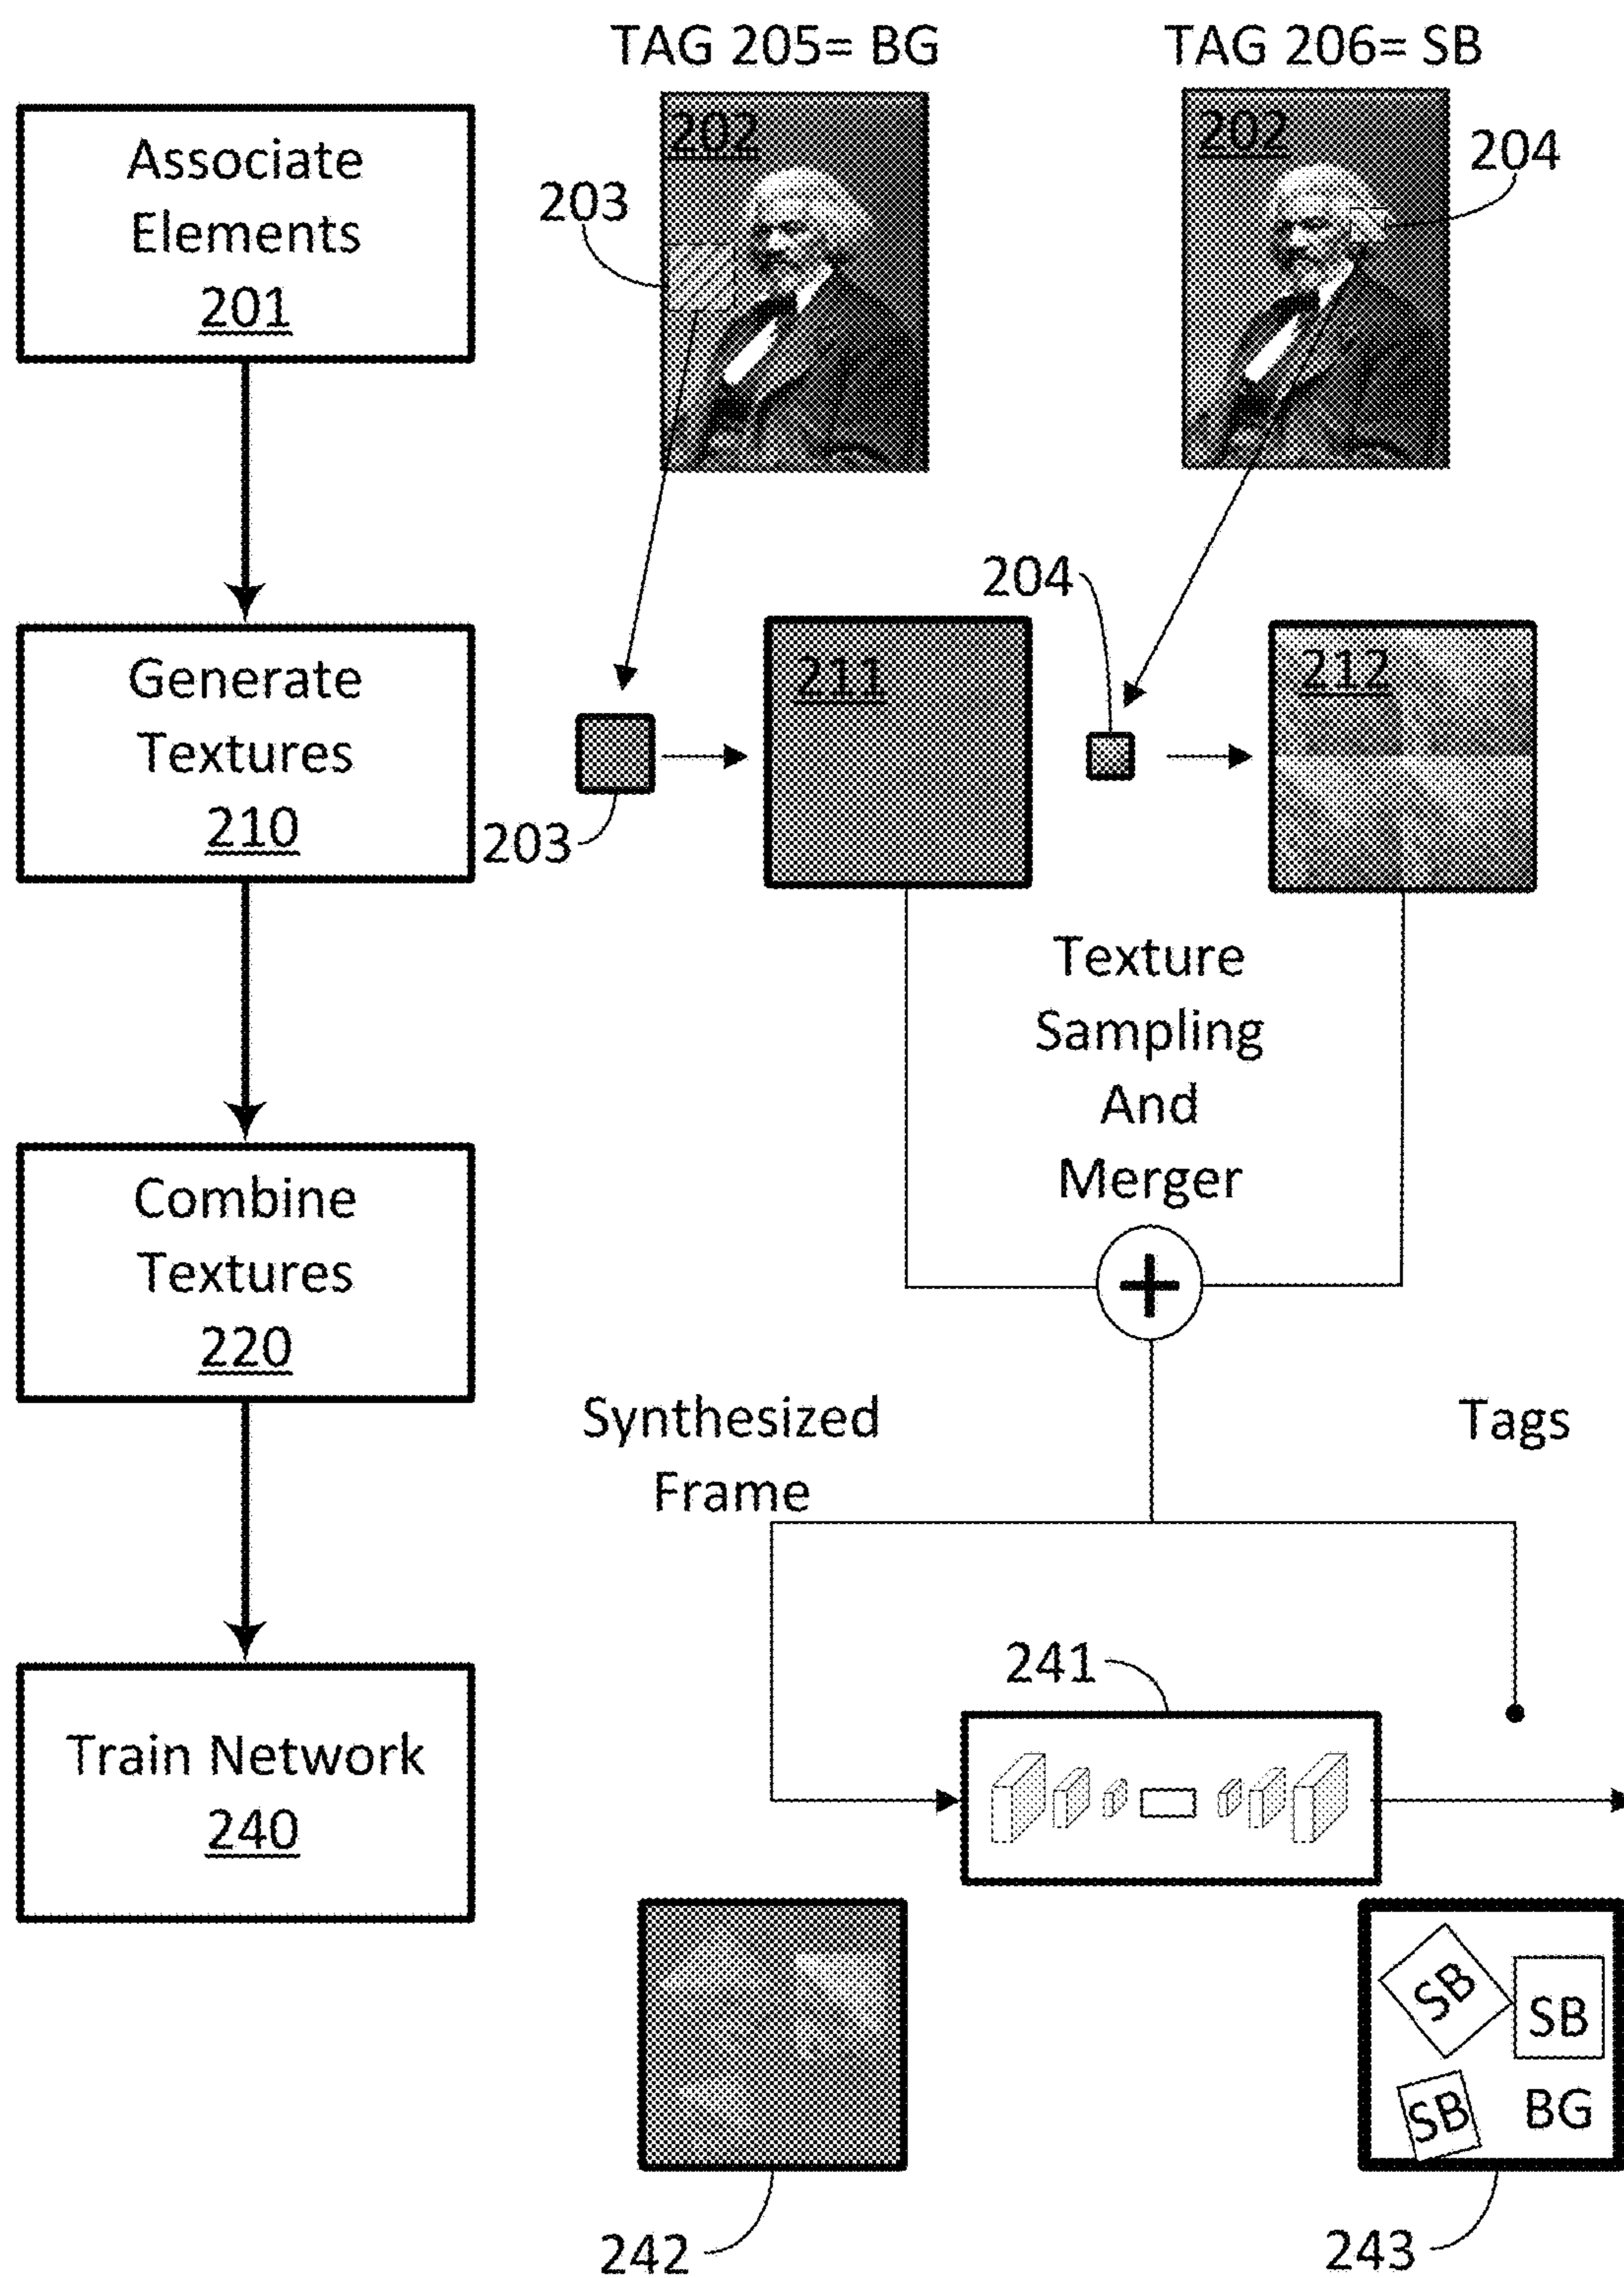 TAG 205= BG
TAG 206= SB
202
202
204
203
Associate
Elements
201
204
Generate
Textures
210
203
211
212
Texture
Sampling
And
Merger
Combine
Textures
220
+
Synthesized
Frame
Tags
241
Train Network
240
SB
SB
SB
BG
242
243